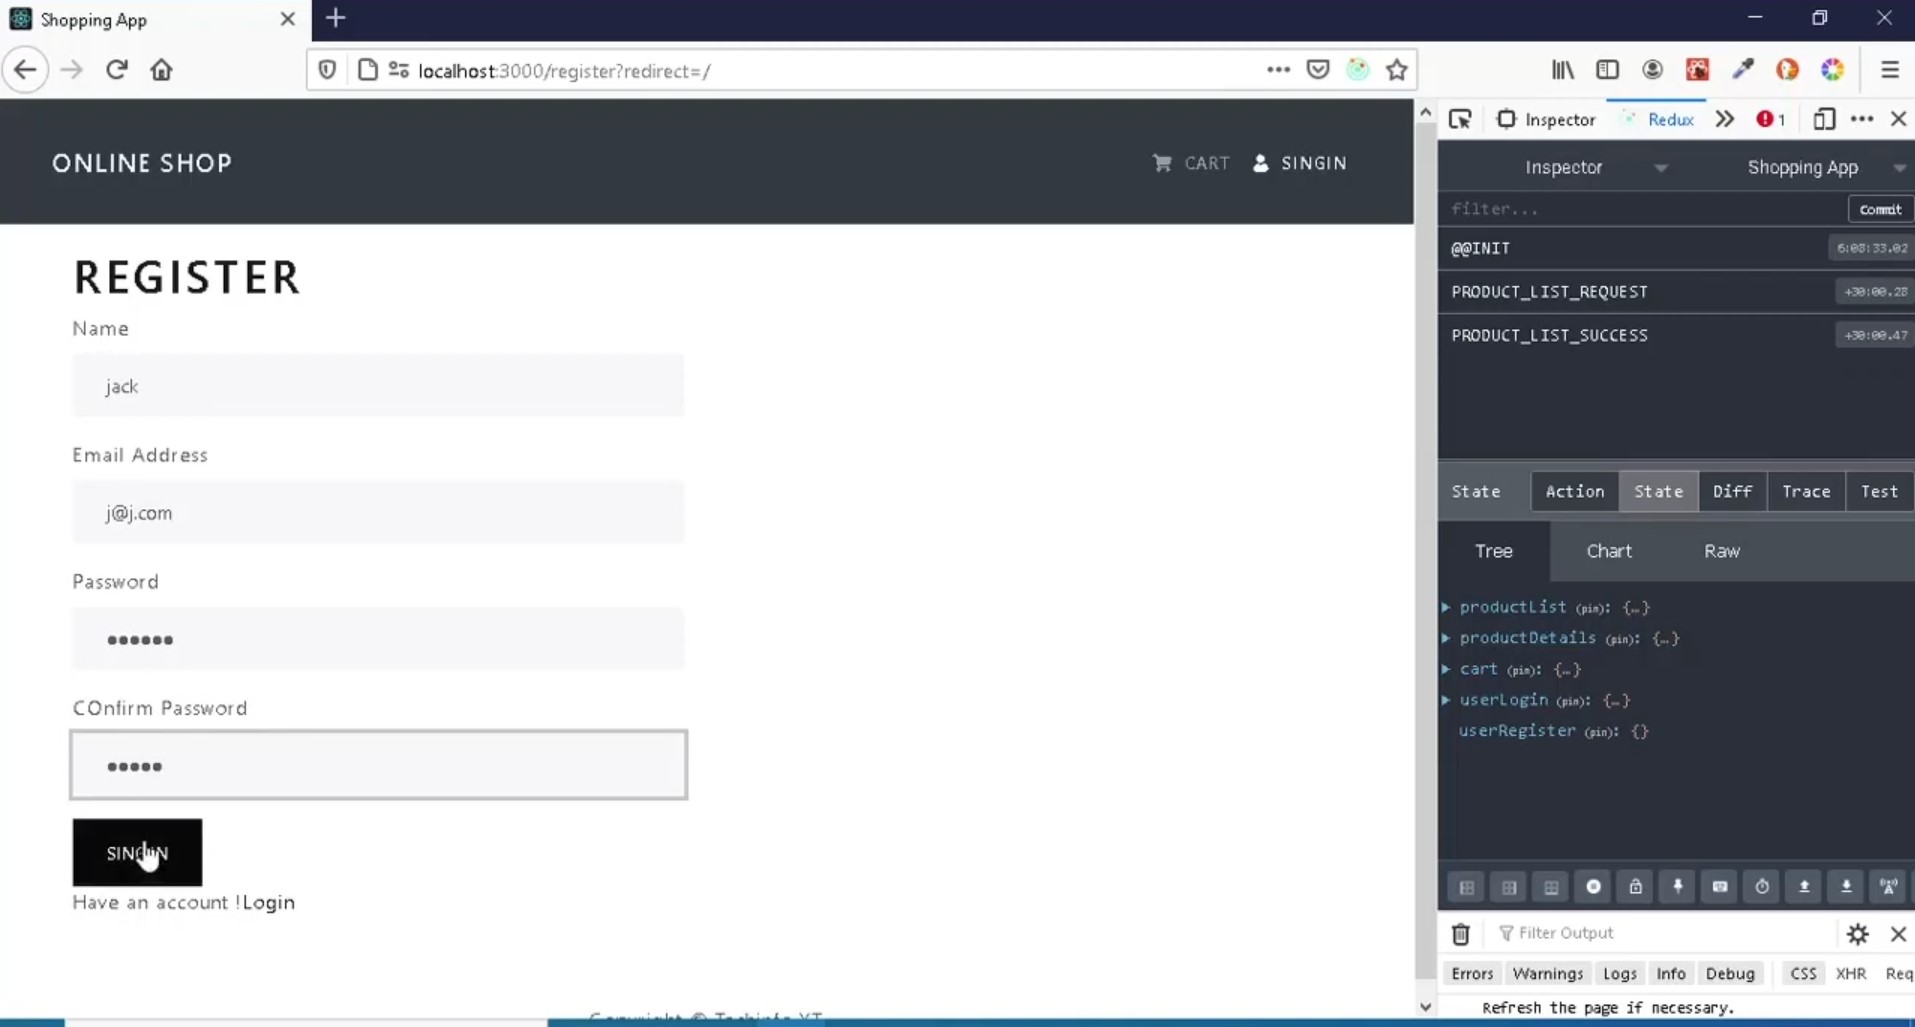 Shopping App
localhost:3000/register?redirect=/
ONLINE SHOP
CART SINGIN
REGISTER
Name
jack
Email Address
j@j.com
Password
COnfirm Password
Have an account !Login
Copyright © Techinfo YT
Inspector Redux 1
Inspector Shopping App
filter... Commit
@@INIT 6:08:33.02
PRODUCT_LIST_REQUEST +30:00.28
PRODUCT_LIST_SUCCESS +30:00.47
State Action State Diff Trace Test
Tree Chart Raw
productList (pin): {…}
productDetails (pin): {…}
cart (pin): {…}
userLogin (pin): {…}
userRegister (pin): {}
Filter Output
Errors Warnings Logs Info Debug CSS XHR Req
Refresh the page if necessary.